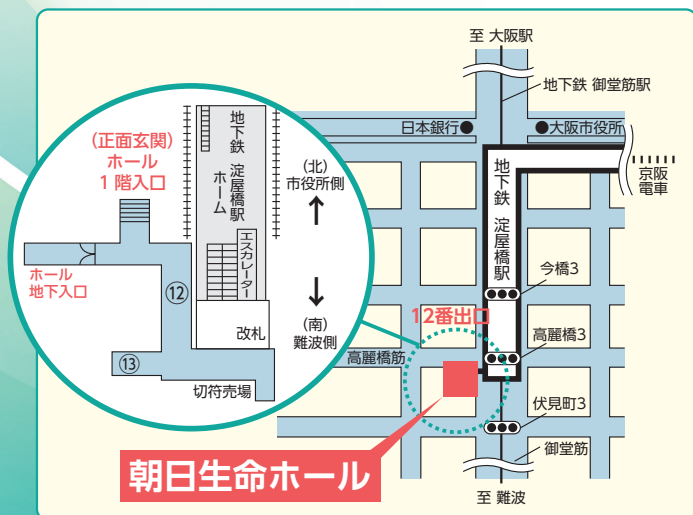 至 大阪駅
地下鉄 御堂筋駅
日本銀行
大阪市役所
京阪
電車
地下鉄 淀屋橋駅
今橋3
12番出口
高麗橋3
高麗橋筋
伏見町3
御堂筋
至 難波
朝日生命ホール
(正面玄関)
ホール
1 階入口
地下鉄 淀屋橋駅
ホーム
(北)
市役所側
エスカレーター
ホール
地下入口
⑫
改札
(南)
難波側
⑬
切符売場